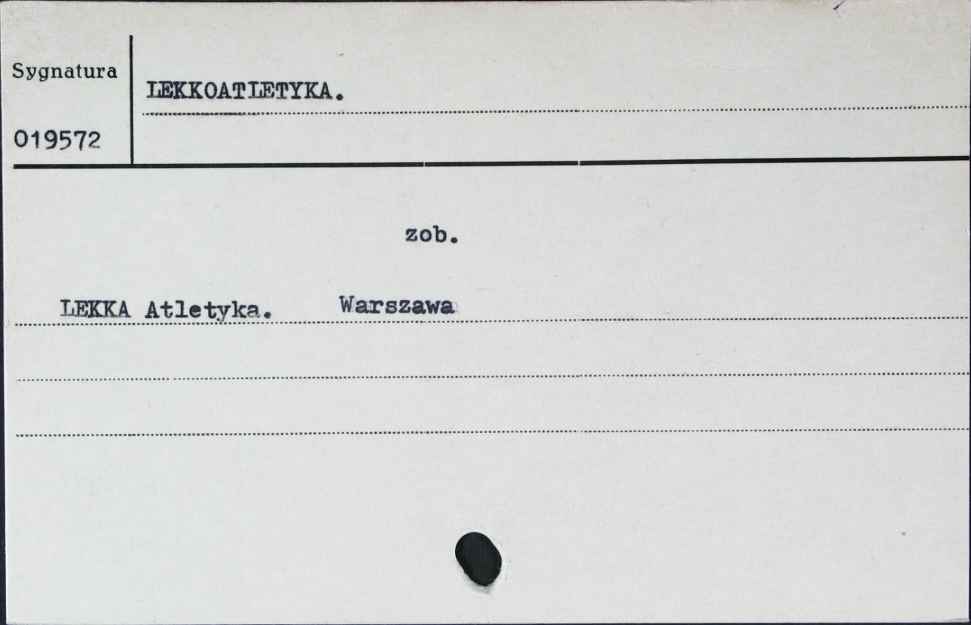 Sygnatura
LEKKOATLETYKA.
019572
zob.
LEKKA Atletyka. Warszawa